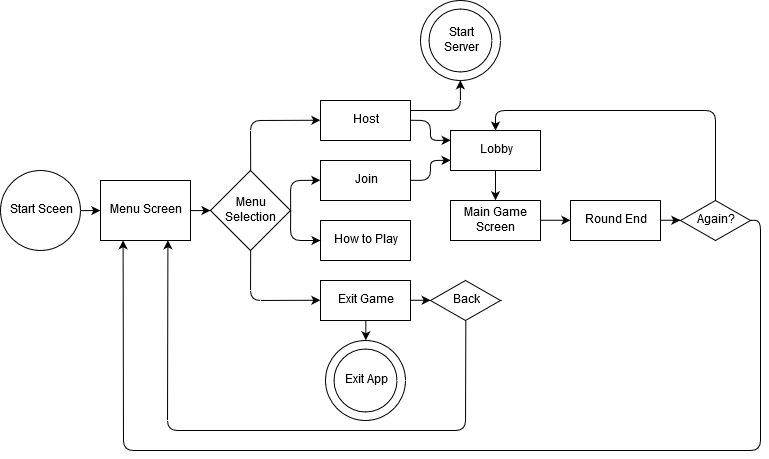 Start
Server
Host
Lobby
Join
Start Sceen
Menu Screen
Menu
Selection
Main Game
Screen
Round End
Again?
How to Play
Exit Game
Back
Exit App